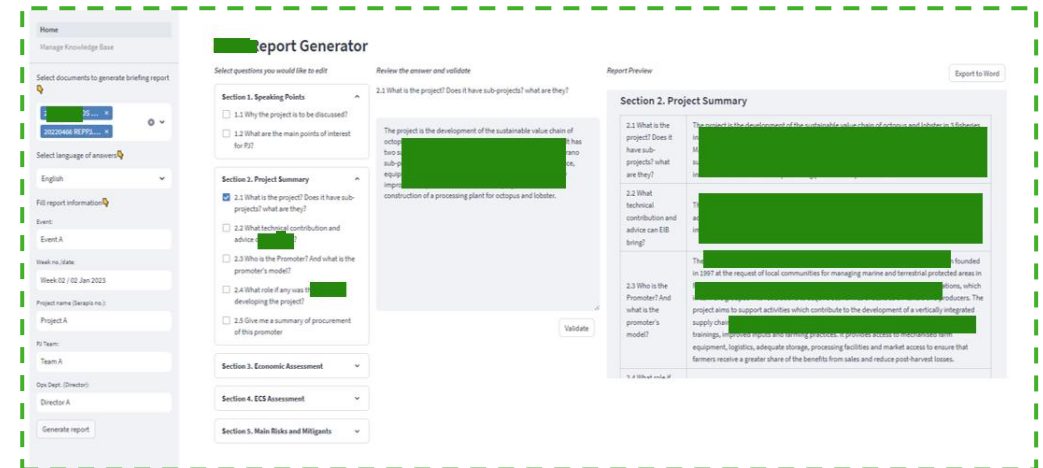 Home
Manage Knowledge Base
Select documents to generate briefing report
20220466 REPPJ... ×
Select language of answers
English
Fill report information
Event:
Event A
Week no./date:
Week 02 / 02 Jan 2023
Project name (Serapis no.):
Project A
PJ Team:
Team A
Ops Dept. (Director):
Director A
Generate report
Report Generator
Select questions you would like to edit
Section 1. Speaking Points
1.1 Why the project is to be discussed?
1.2 What are the main points of interest
for PJ?
Section 2. Project Summary
2.1 What is the project? Does it have sub-
projects? what are they?
2.2 What technical contribution and
advice
?
2.3 Who is the Promoter? And what is the
promoter's model?
2.4 What role if any was
developing the project?
2.5 Give me a summary of procurement
of this promoter
Section 3. Economic Assessment
Section 4. ECS Assessment
Section 5. Main Risks and Mitigants
Review the answer and validate
2.1 What is the project? Does it have sub-projects? what are they?
The project is the development of the sustainable value chain of
it has
two
construction of a processing plant for octopus and lobster.
Validate
Report Preview
Export to Word
Section 2. Project Summary
2.1 What is the
project? Does it
have sub-
projects? what
are they?
The project is the development of the sustainable value chain of octopus and lobster in 3 fisheries
2.2 What
technical
contribution and
advice can EIB
bring?
2.3 Who is the
Promoter? And
what is the
promoter's
model?
The
founded
in 1997 at the request of local communities for managing marine and terrestrial protected areas in
which
producers. The
project aims to support activities which contribute to the development of a vertically integrated
supply
trainings, improved inputs and farming practices. It provides access to mechanised farm
equipment, logistics, adequate storage, processing facilities and market access to ensure that
farmers receive a greater share of the benefits from sales and reduce post-harvest losses.
2.4 What role if